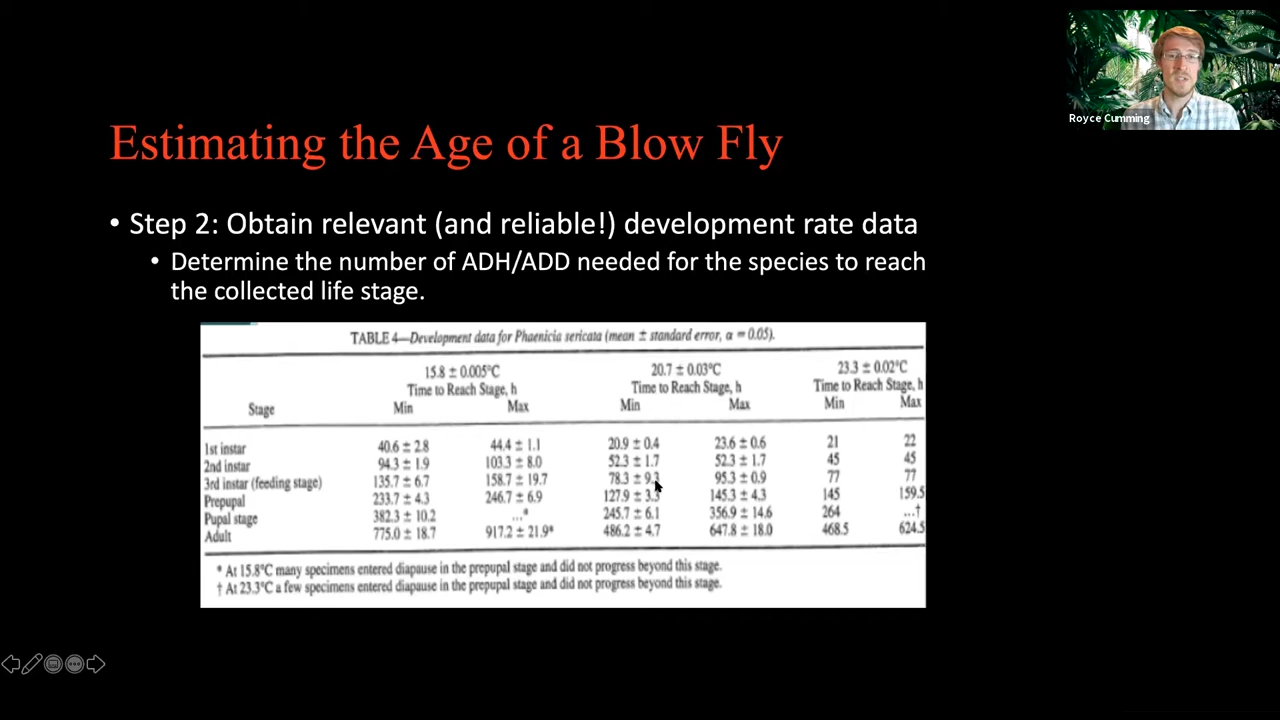 Royce Cumming
Estimating the Age of a Blow Fly
• Step 2: Obtain relevant (and reliable!) development rate data
• Determine the number of ADH/ADD needed for the species to reach
the collected life stage.
TABLE 4—Development data for Phaenicia sericata (mean ± standard error, α = 0.05).
15.8 ± 0.005°C 20.7 ± 0.03°C 23.3 ± 0.02°C
Time to Reach Stage, h Time to Reach Stage, h Time to Reach Stage, h
Stage Min Max Min Max Min Max
1st instar 40.6 ± 2.8 44.4 ± 1.1 20.9 ± 0.4 23.6 ± 0.6 21 22
2nd instar 94.3 ± 1.9 103.3 ± 8.0 52.3 ± 1.7 52.3 ± 1.7 45 45
3rd instar (feeding stage) 135.7 ± 6.7 158.7 ± 19.7 78.3 ± 95.3 ± 0.9 77 77
Prepupal 233.7 ± 4.3 246.7 ± 6.9 127.9 ± 145.3 ± 4.3 145 159.5
Pupal stage 382.3 ± 10.2 ...* 245.7 ± 6.1 356.9 ± 14.6 264 ...†
Adult 775.0 ± 18.7 917.2 ± 21.9* 486.2 ± 4.7 647.8 ± 18.0 468.5 624.5
* At 15.8°C many specimens entered diapause in the prepupal stage and did not progress beyond this stage.
† At 23.3°C a few specimens entered diapause in the prepupal stage and did not progress beyond this stage.